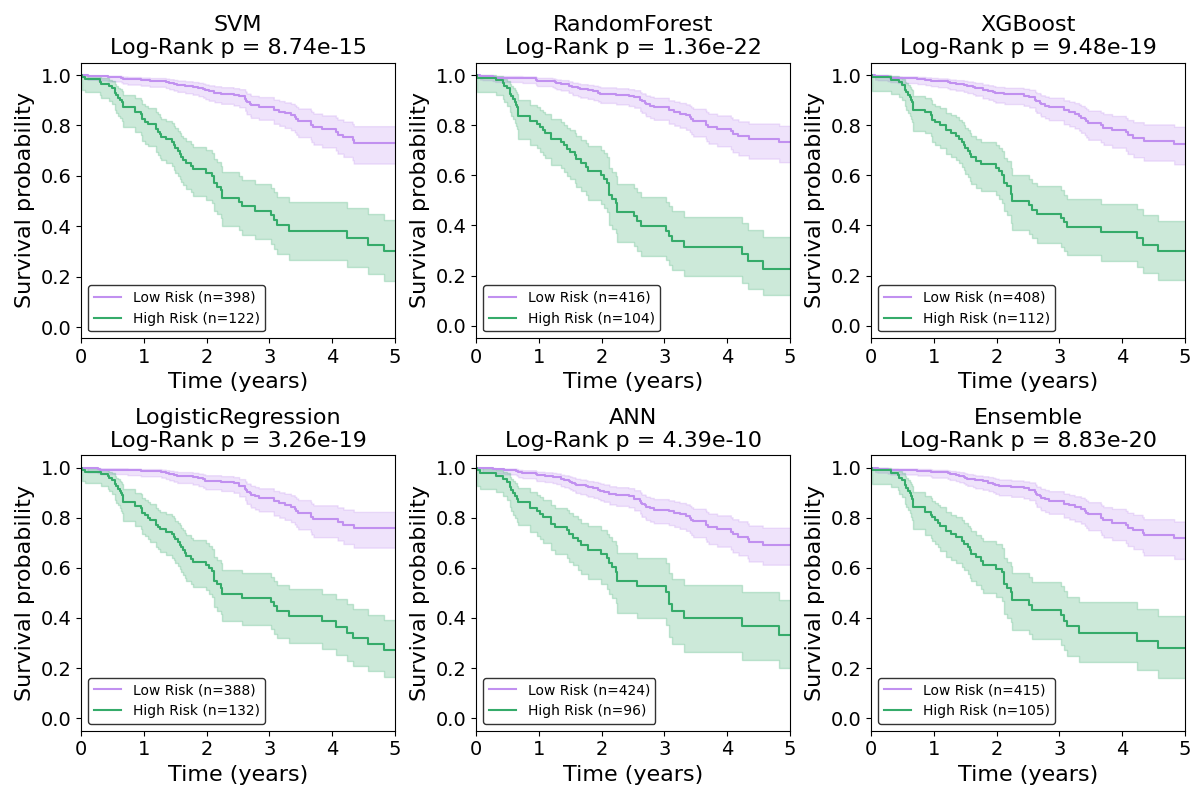 SVM
Log-Rank p = 8.74e-15
Survival probability
1.0
0.8
0.6
0.4
0.2
0.0
Low Risk (n=398)
High Risk (n=122)
0 1 2 3 4 5
Time (years)
RandomForest
Log-Rank p = 1.36e-22
Survival probability
1.0
0.8
0.6
0.4
0.2
0.0
Low Risk (n=416)
High Risk (n=104)
0 1 2 3 4 5
Time (years)
XGBoost
Log-Rank p = 9.48e-19
Survival probability
1.0
0.8
0.6
0.4
0.2
0.0
Low Risk (n=408)
High Risk (n=112)
0 1 2 3 4 5
Time (years)
LogisticRegression
Log-Rank p = 3.26e-19
Survival probability
1.0
0.8
0.6
0.4
0.2
0.0
Low Risk (n=388)
High Risk (n=132)
0 1 2 3 4 5
Time (years)
ANN
Log-Rank p = 4.39e-10
Survival probability
1.0
0.8
0.6
0.4
0.2
0.0
Low Risk (n=424)
High Risk (n=96)
0 1 2 3 4 5
Time (years)
Ensemble
Log-Rank p = 8.83e-20
Survival probability
1.0
0.8
0.6
0.4
0.2
0.0
Low Risk (n=415)
High Risk (n=105)
0 1 2 3 4 5
Time (years)